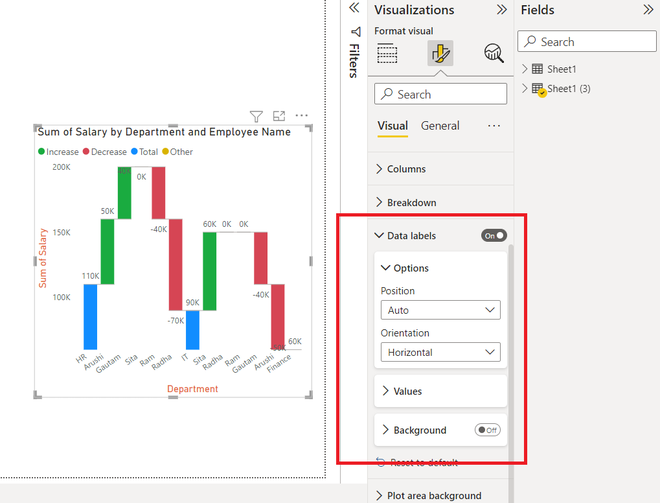 Visualizations
Fields
Format visual
Filters
Search
Search
Sheet1
Sheet1 (3)
Visual
General
Sum of Salary by Department and Employee Name
Increase
Decrease
Total
Other
200K
150K
100K
Sum of Salary
110K
50K
0K
-40K
-70K
90K
60K
0K
0K
-40K
60K
HR
Arushi
Gautam
Sita
Ram
Radha
IT
Sita
Radha
Ram
Gautam
Arushi
Finance
Department
Columns
Breakdown
Data labels
On
Options
Position
Auto
Orientation
Horizontal
Values
Background
Off
Reset to default
Plot area background